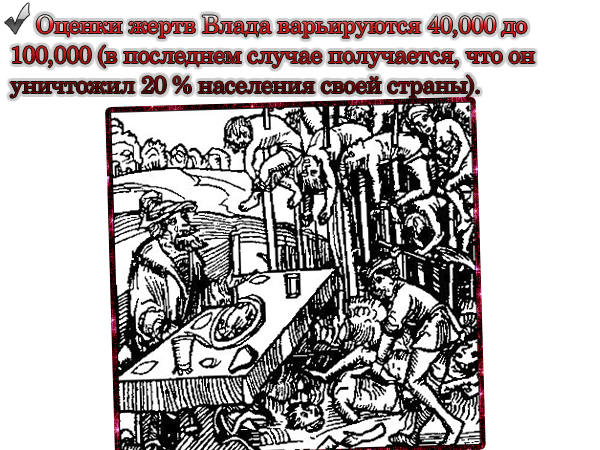 Оценки жертв Влада варьируются 40,000 до
100,000 (в последнем случае получается, что он
уничтожил 20 % населения своей страны).